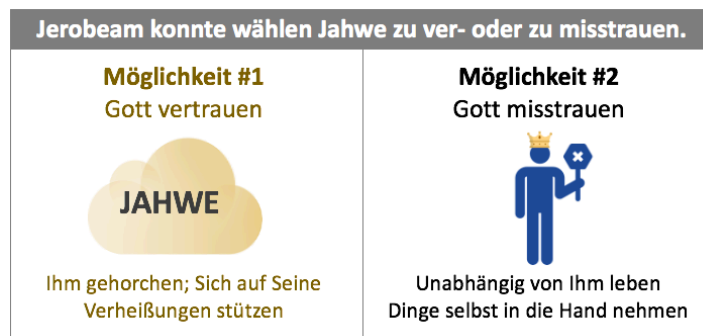 Jerobeam konnte wählen Jahwe zu ver- oder zu misstrauen.
Möglichkeit #1
Gott vertrauen
JAHWE
Ihm gehorchen; Sich auf Seine
Verheißungen stützen
Möglichkeit #2
Gott misstrauen
Unabhängig von Ihm leben
Dinge selbst in die Hand nehmen